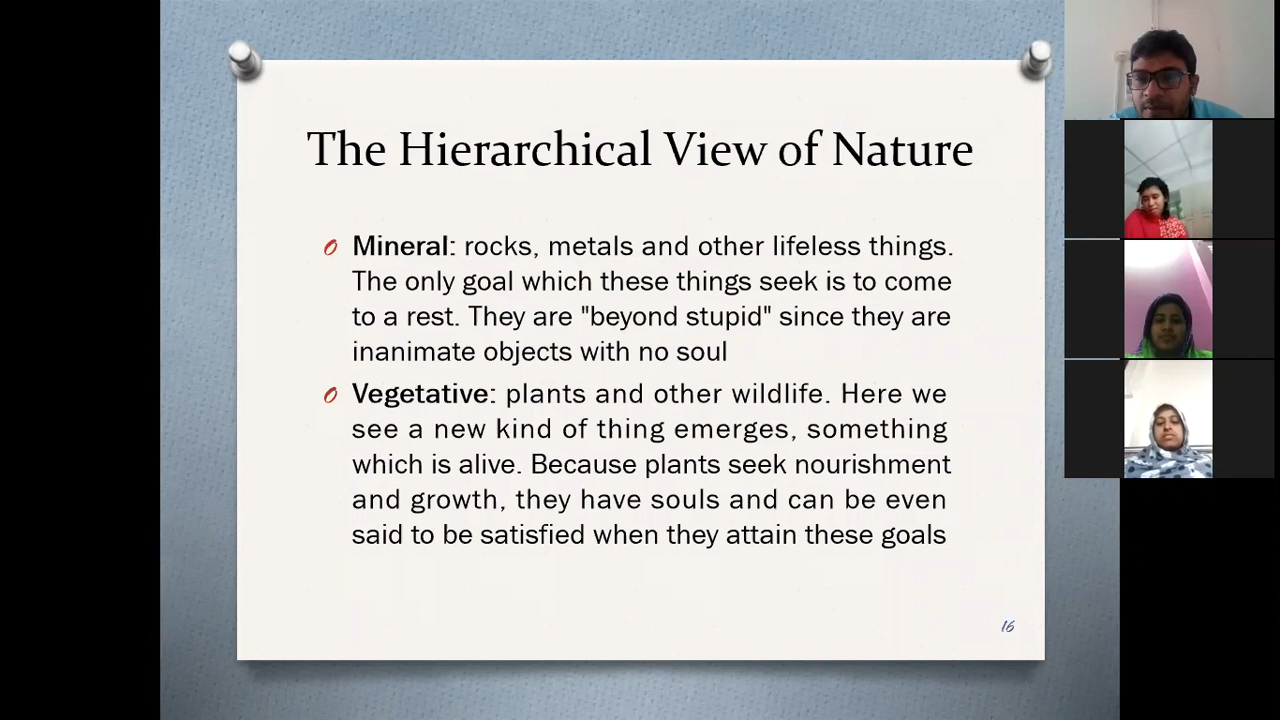 The Hierarchical View of Nature
Mineral: rocks, metals and other lifeless things.
The only goal which these things seek is to come
to a rest. They are "beyond stupid" since they are
inanimate objects with no soul
Vegetative: plants and other wildlife. Here we
see a new kind of thing emerges, something
which is alive. Because plants seek nourishment
and growth, they have souls and can be even
said to be satisfied when they attain these goals
16